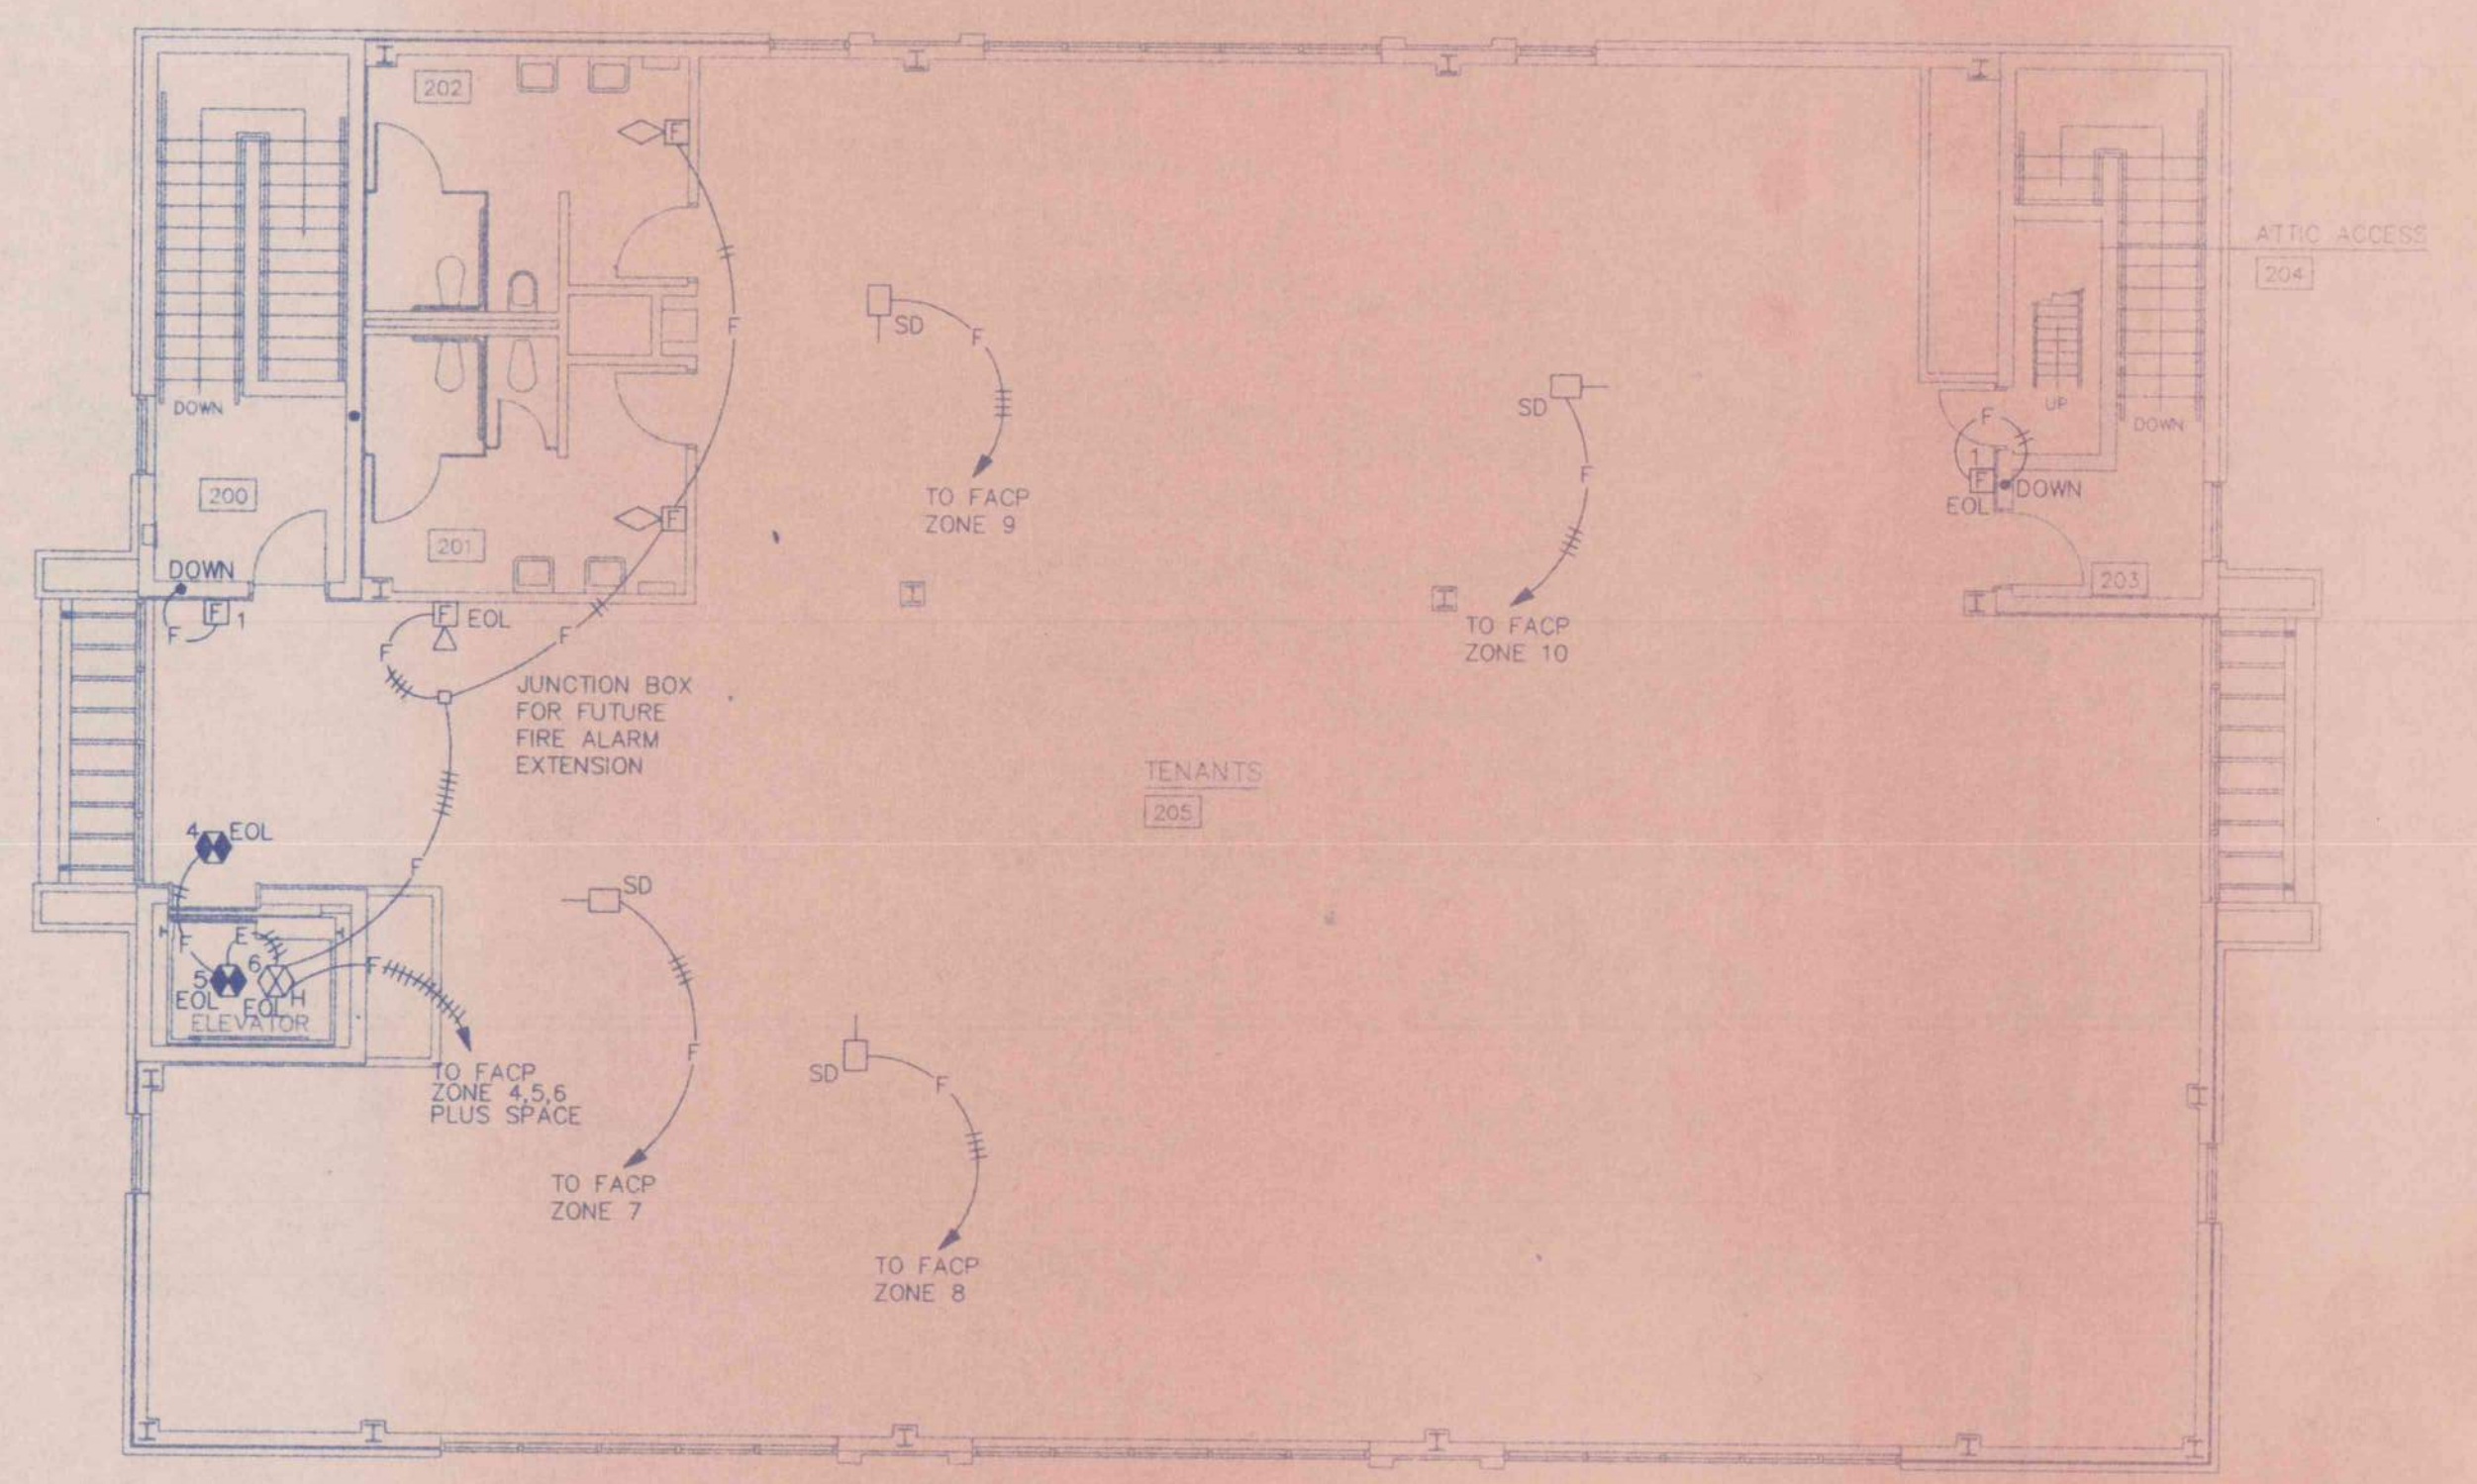 202
F
ATTIC ACCESS
204
F
SD
F
SD
F
UP
DOWN
DOWN
F
F
1
200
TO FACP
ZONE 9
F
DOWN
EOL
F
201
DOWN
203
F
1
F
F
EOL
F
F
TO FACP
ZONE 10
JUNCTION BOX
FOR FUTURE
FIRE ALARM
EXTENSION
TENANTS
205
4
EOL
F
SD
F
F
6
F
5
H
EOL
EOL
ELEVATOR
F
SD
F
TO FACP
ZONE 4,5,6
PLUS SPACE
TO FACP
ZONE 7
TO FACP
ZONE 8